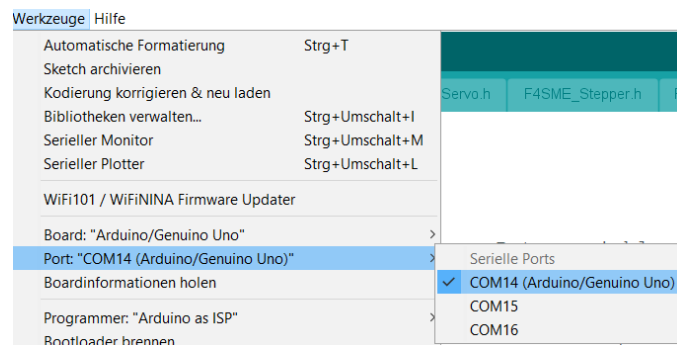 Werkzeuge Hilfe
Automatische Formatierung Strg+T
Sketch archivieren
Kodierung korrigieren & neu laden
Bibliotheken verwalten... Strg+Umschalt+I
Serieller Monitor Strg+Umschalt+M
Serieller Plotter Strg+Umschalt+L
WiFi101 / WiFiNINA Firmware Updater
Board: "Arduino/Genuino Uno"
Port: "COM14 (Arduino/Genuino Uno)"
Boardinformationen holen
Programmer: "Arduino as ISP"
Bootloader brennen
Servo.h F4SME_Stepper.h
Serielle Ports
COM14 (Arduino/Genuino Uno)
COM15
COM16